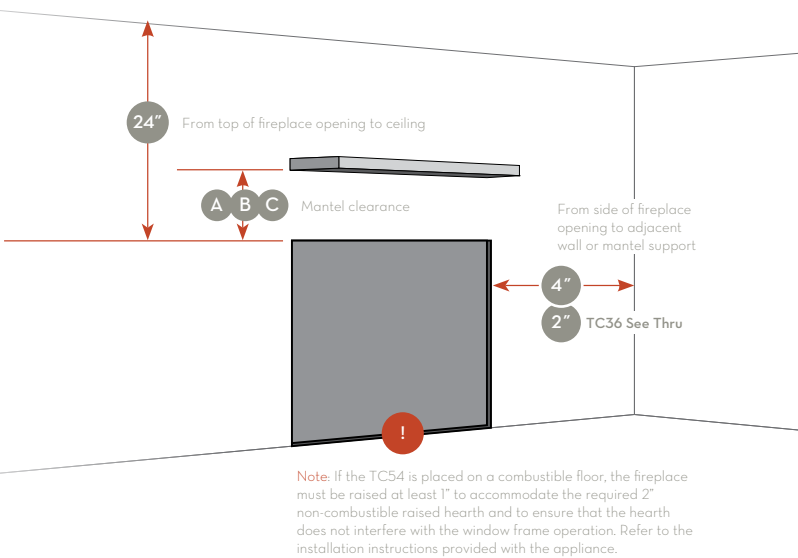 24”
From top of fireplace opening to ceiling
A B C
Mantel clearance
From side of fireplace
opening to adjacent
wall or mantel support
4”
2”
TC36 See Thru
!
Note: If the TC54 is placed on a combustible floor, the fireplace
must be raised at least 1” to accommodate the required 2”
non-combustible raised hearth and to ensure that the hearth
does not interfere with the window frame operation. Refer to the
installation instructions provided with the appliance.